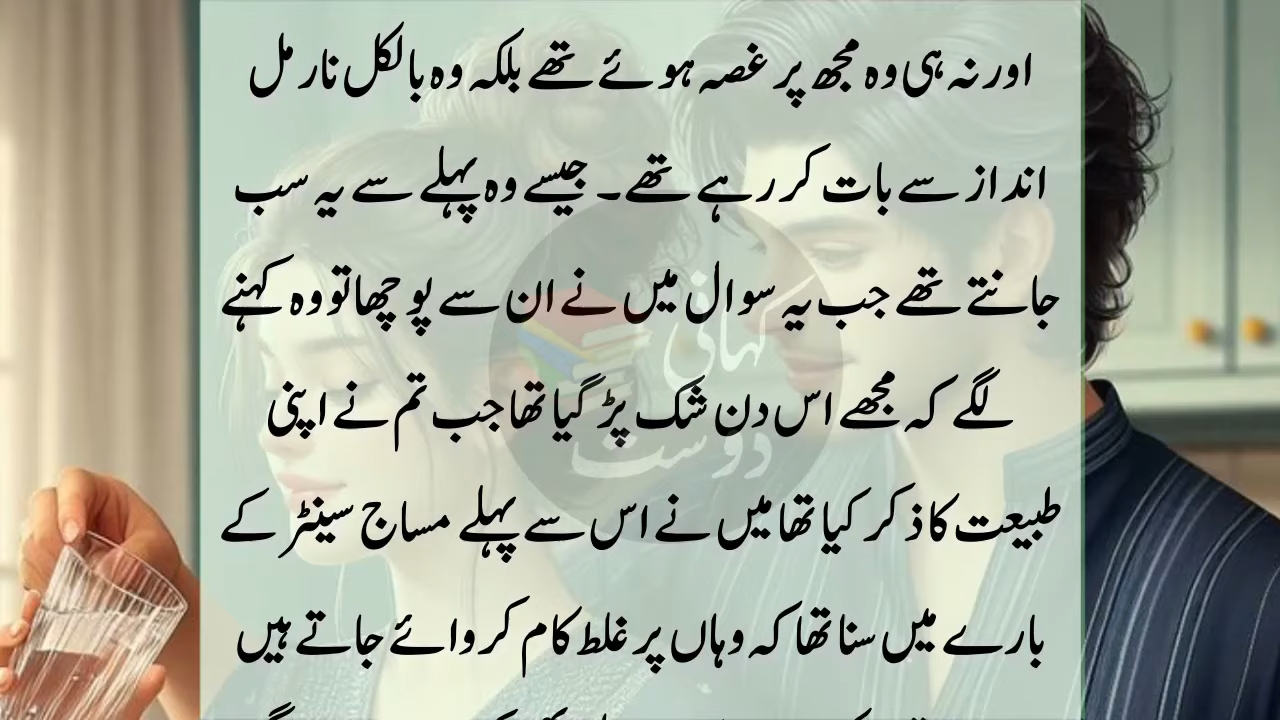 اور نہ ہی وہ مجھ پر غصہ ہوئے تھے بلکہ وہ بالکل نارمل
انداز سے بات کر رہے تھے۔ جیسے وہ پہلے سے یہ سب
جانتے تھے جب یہ سوال میں نے ان سے پوچھا تو وہ کہنے
لگے کہ مجھے اس دن شک پڑ گیا تھا جب تم نے اپنی
طبیعت کا ذکر کیا تھا میں نے اس سے پہلے مساج سینٹر کے
بارے میں سنا تھا کہ وہاں پر غلط کام کروائے جاتے ہیں
کہانی
دوست